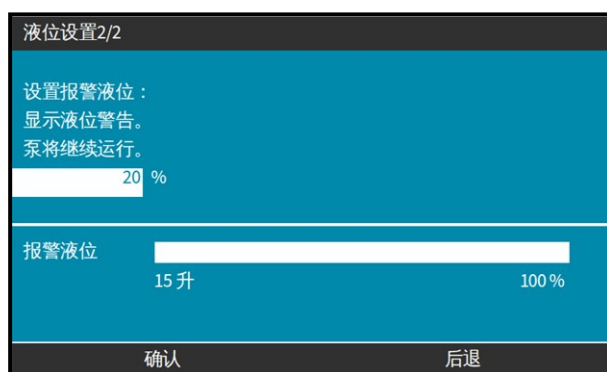 液位设置2/2
设置报警液位：
显示液位警告。
泵将继续运行。
20 %
报警液位
15 升 100 %
确认 后退